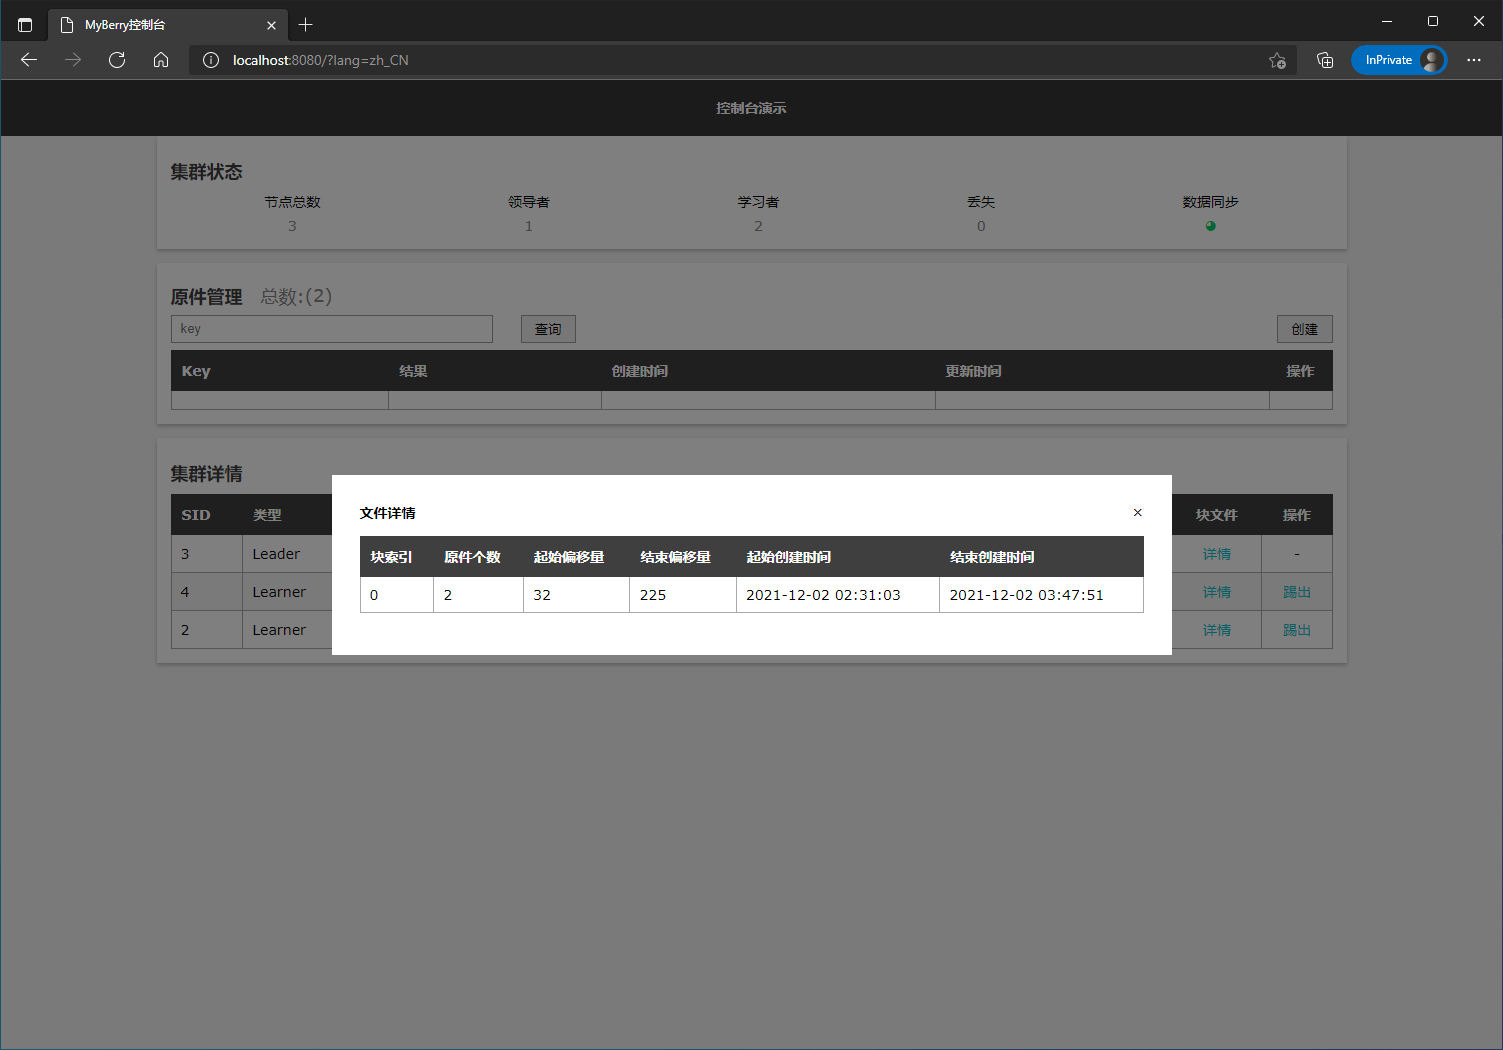 MyBerry控制台
localhost:8080/?lang=zh_CN
InPrivate
控制台演示
集群状态
节点总数 领导者 学习者 丢失 数据同步
3 1 2 0
原件管理 总数:(2)
key 查询 创建
Key 结果 创建时间 更新时间 操作
集群详情
SID 类型 块文件 操作
3 Leader 详情 -
4 Learner 详情 踢出
2 Learner 详情 踢出
文件详情 ×
块索引 原件个数 起始偏移量 结束偏移量 起始创建时间 结束创建时间
0 2 32 225 2021-12-02 02:31:03 2021-12-02 03:47:51